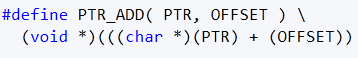 #define PTR_ADD( PTR, OFFSET ) \
(void *)(((char *)(PTR) + (OFFSET))